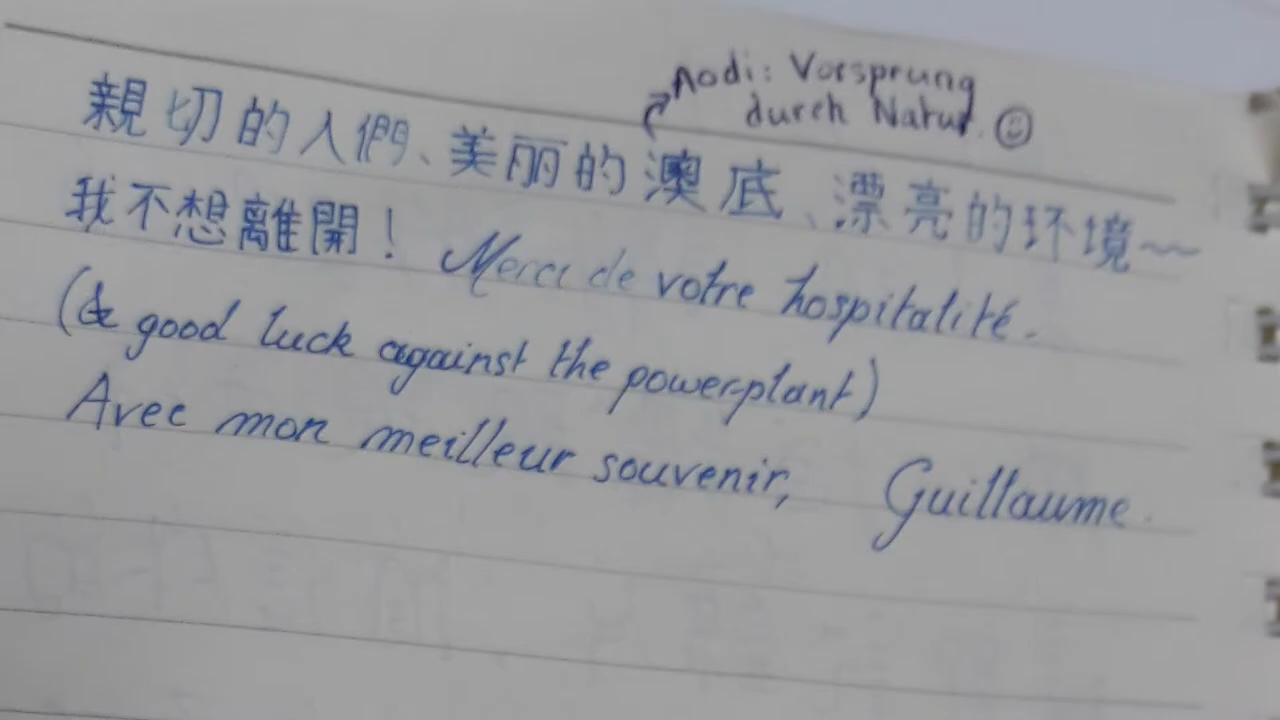 Aodi: Vorsprung
durch Natur. ☺
親切的人們、美丽的澳底、漂亮的环境~~
我不想離開！ Merci de votre hospitalité.
(& good luck against the powerplant)
Avec mon meilleur souvenir, Guillaume.